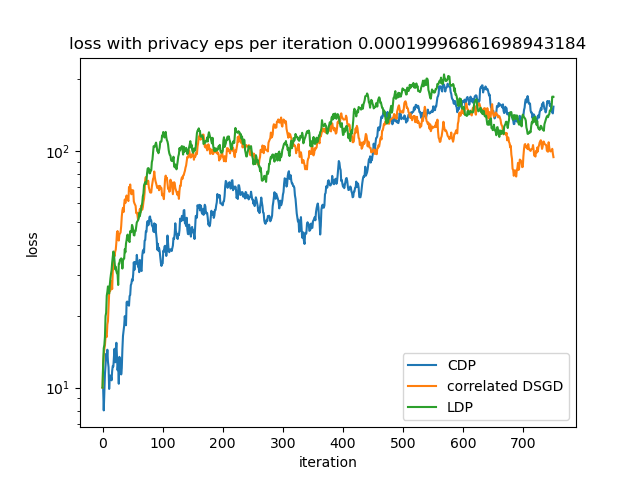 loss with privacy eps per iteration 0.00019996861698943184
10²
10¹
loss
0 100 200 300 400 500 600 700
iteration
CDP
correlated DSGD
LDP